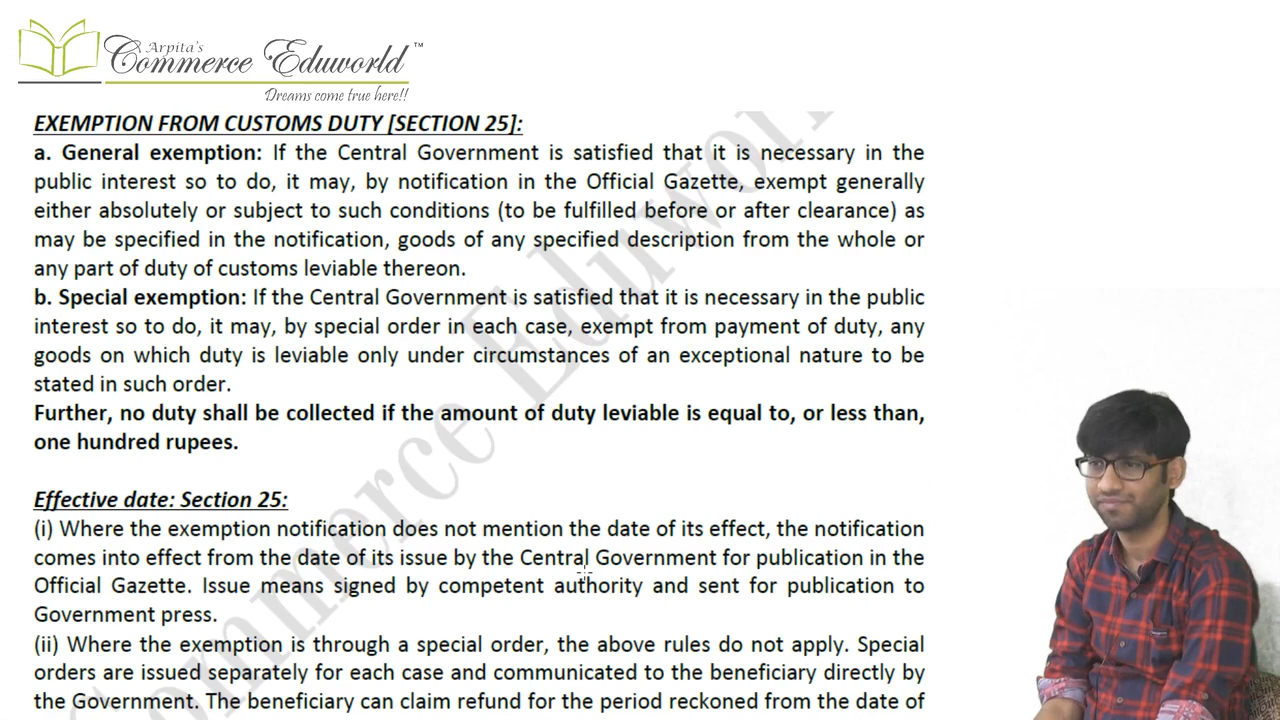 Arpita's
Commerce Eduworld™
Dreams come true here!!
EXEMPTION FROM CUSTOMS DUTY [SECTION 25]:
a. General exemption: If the Central Government is satisfied that it is necessary in the
public interest so to do, it may, by notification in the Official Gazette, exempt generally
either absolutely or subject to such conditions (to be fulfilled before or after clearance) as
may be specified in the notification, goods of any specified description from the whole or
any part of duty of customs leviable thereon.
b. Special exemption: If the Central Government is satisfied that it is necessary in the public
interest so to do, it may, by special order in each case, exempt from payment of duty, any
goods on which duty is leviable only under circumstances of an exceptional nature to be
stated in such order.
Further, no duty shall be collected if the amount of duty leviable is equal to, or less than,
one hundred rupees.
Effective date: Section 25:
(i) Where the exemption notification does not mention the date of its effect, the notification
comes into effect from the date of its issue by the Central Government for publication in the
Official Gazette. Issue means signed by competent authority and sent for publication to
Government press.
(ii) Where the exemption is through a special order, the above rules do not apply. Special
orders are issued separately for each case and communicated to the beneficiary directly by
the Government. The beneficiary can claim refund for the period reckoned from the date of
Commerce Eduworl